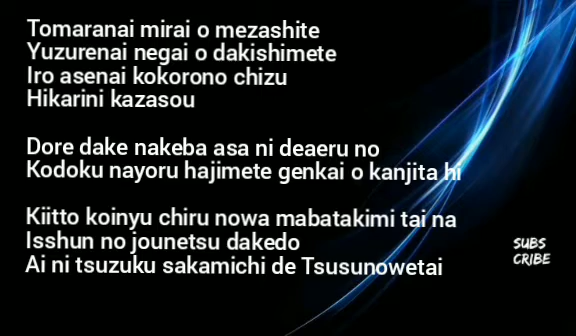 Tomaranai mirai o mezashite
Yuzurenai negai o dakishimete
Iro asenai kokorono chizu
Hikarini kazasou
Dore dake nakeba asa ni deaeru no
Kodoku nayoru hajimete genkai o kanjita hi
Kiitto koinyu chiru nowa mabatakimi tai na
Isshun no jounetsu dakedo
Ai ni tsuzuku sakamichi de Tsusunowetai
SUBS
CRIBE